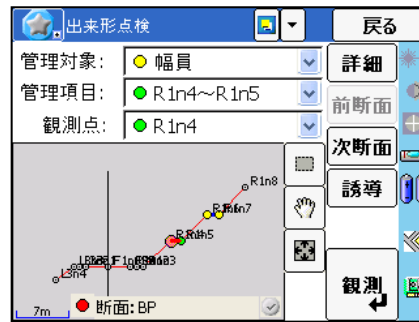 出来形点検
戻る
管理対象: 幅員
詳細
管理項目: R1n4～R1n5
前断面
観測点: R1n4
次断面
R1n8
誘導
L3n4
7m
断面:BP
観測